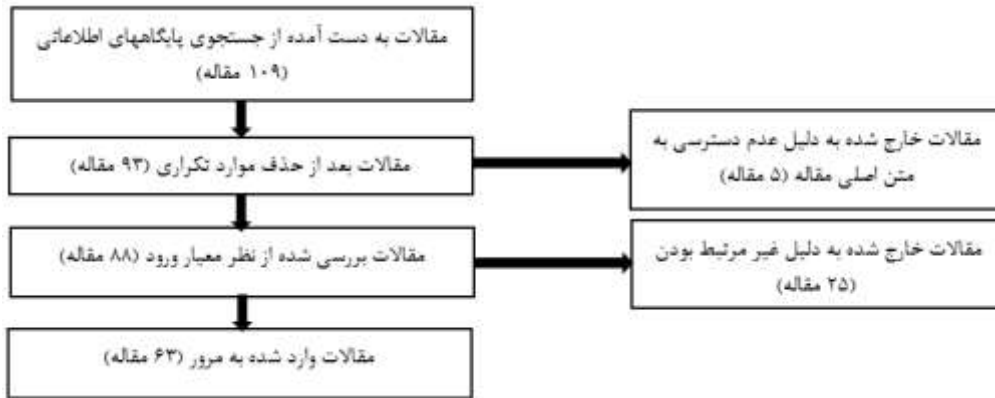 مقالات به دست آمده از جستجوی پایگاههای اطلاعاتی
(۱۰۹ مقاله)
مقالات بعد از حذف موارد تکراری (۹۳ مقاله)
مقالات خارج شده به دلیل عدم دسترسی به
متن اصلی مقاله (۵ مقاله)
مقالات بررسی شده از نظر معیار ورود (۸۸ مقاله)
مقالات خارج شده به دلیل غیر مرتبط بودن
(۲۵ مقاله)
مقالات وارد شده به مرور (۶۳ مقاله)